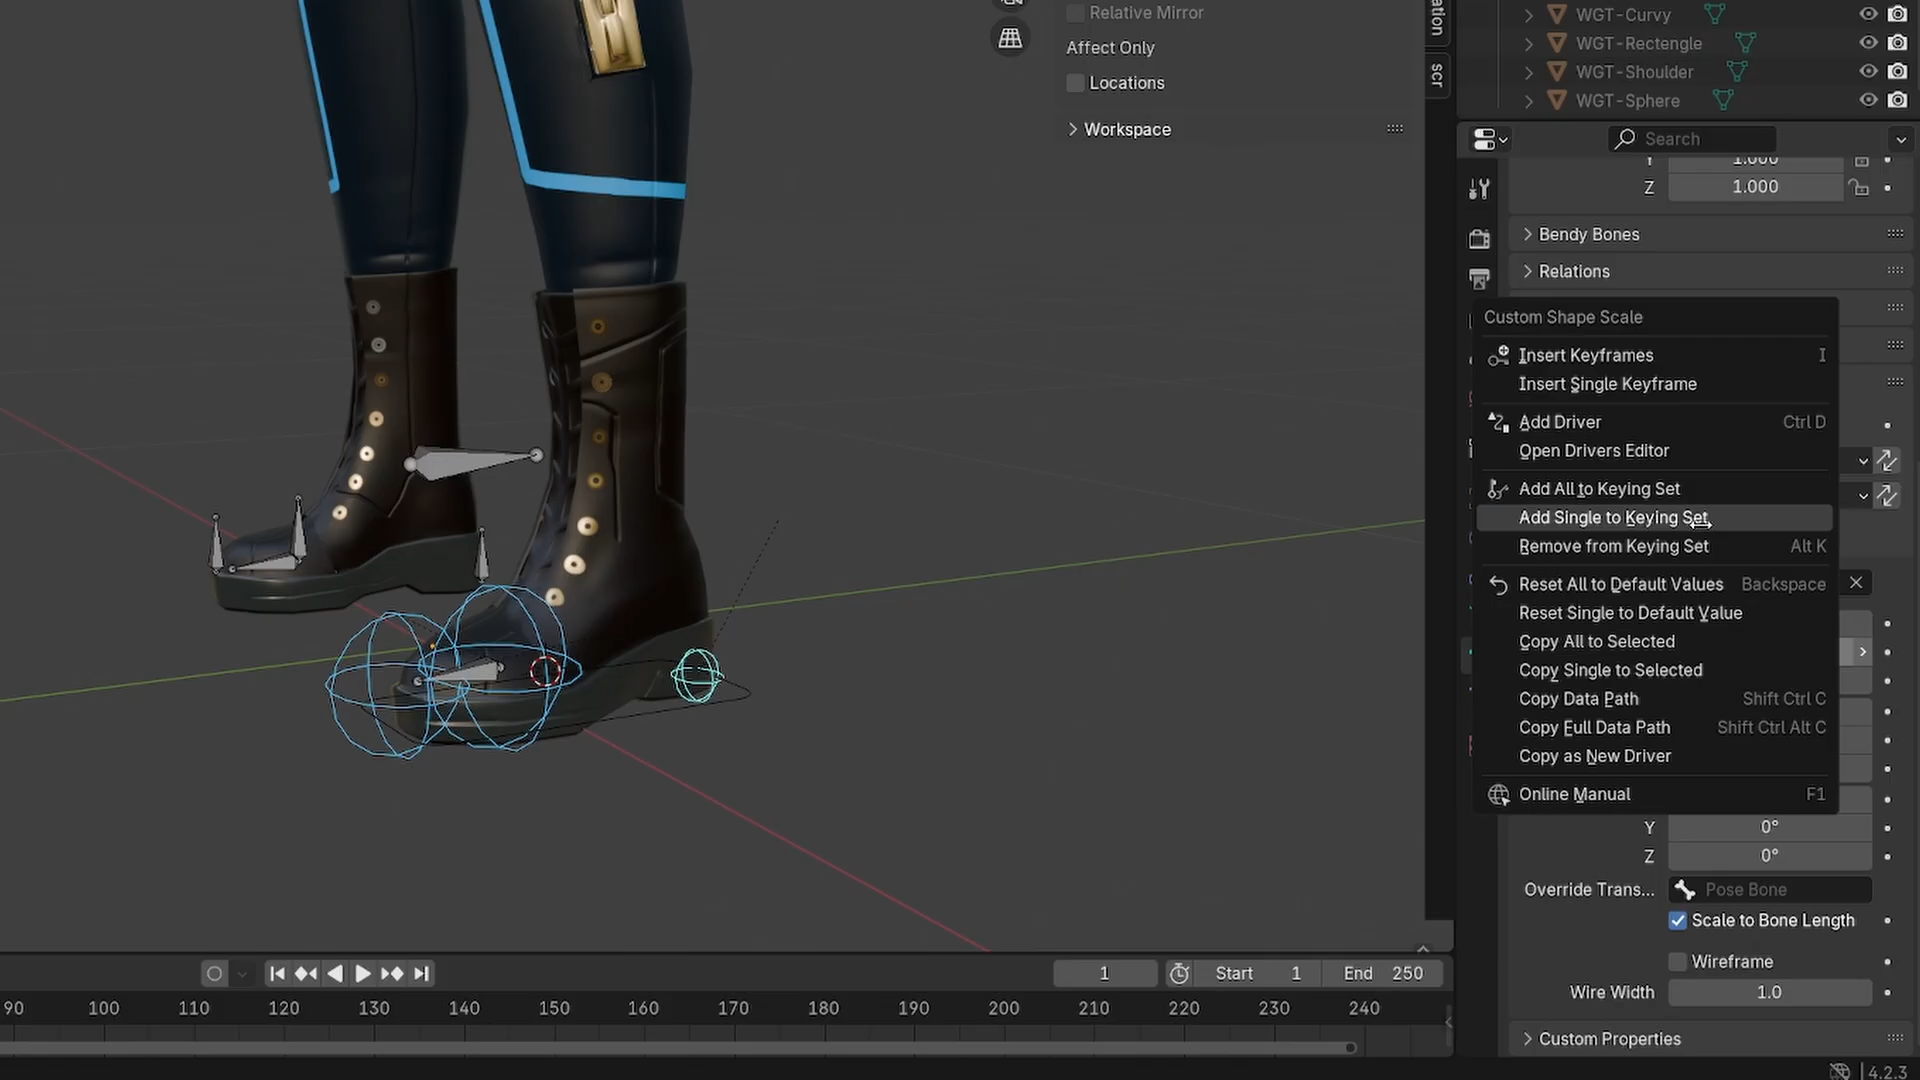 Relative Mirror
Affect Only
Locations
Workspace
scr
WGT-Curvy
WGT-Rectengle
WGT-Shoulder
WGT-Sphere
Search
Y 1.000
Z 1.000
Bendy Bones
Relations
Custom Shape Scale
Insert Keyframes I
Insert Single Keyframe
Add Driver Ctrl D
Open Drivers Editor
Add All to Keying Set
Add Single to Keying Set
Remove from Keying Set Alt K
Reset All to Default Values Backspace
Reset Single to Default Value
Copy All to Selected
Copy Single to Selected
Copy Data Path Shift Ctrl C
Copy Full Data Path Shift Ctrl Alt C
Copy as New Driver
Online Manual F1
Y 0°
Z 0°
Override Trans... Pose Bone
Scale to Bone Length
Wireframe
Wire Width 1.0
Custom Properties
1 Start 1 End 250
90 100 110 120 130 140 150 160 170 180 190 200 210 220 230 240
4.2.3